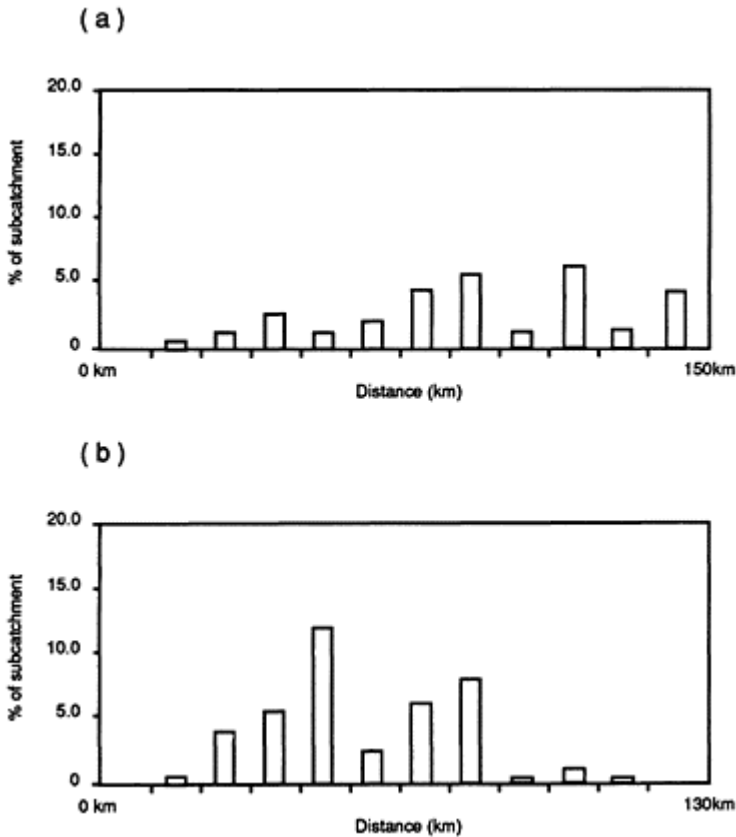 (a)
% of subcatchment
20.0
15.0
10.0
5.0
0
0 km
150km
Distance (km)
(b)
% of subcatchment
20.0
15.0
10.0
5.0
0
0 km
130km
Distance (km)